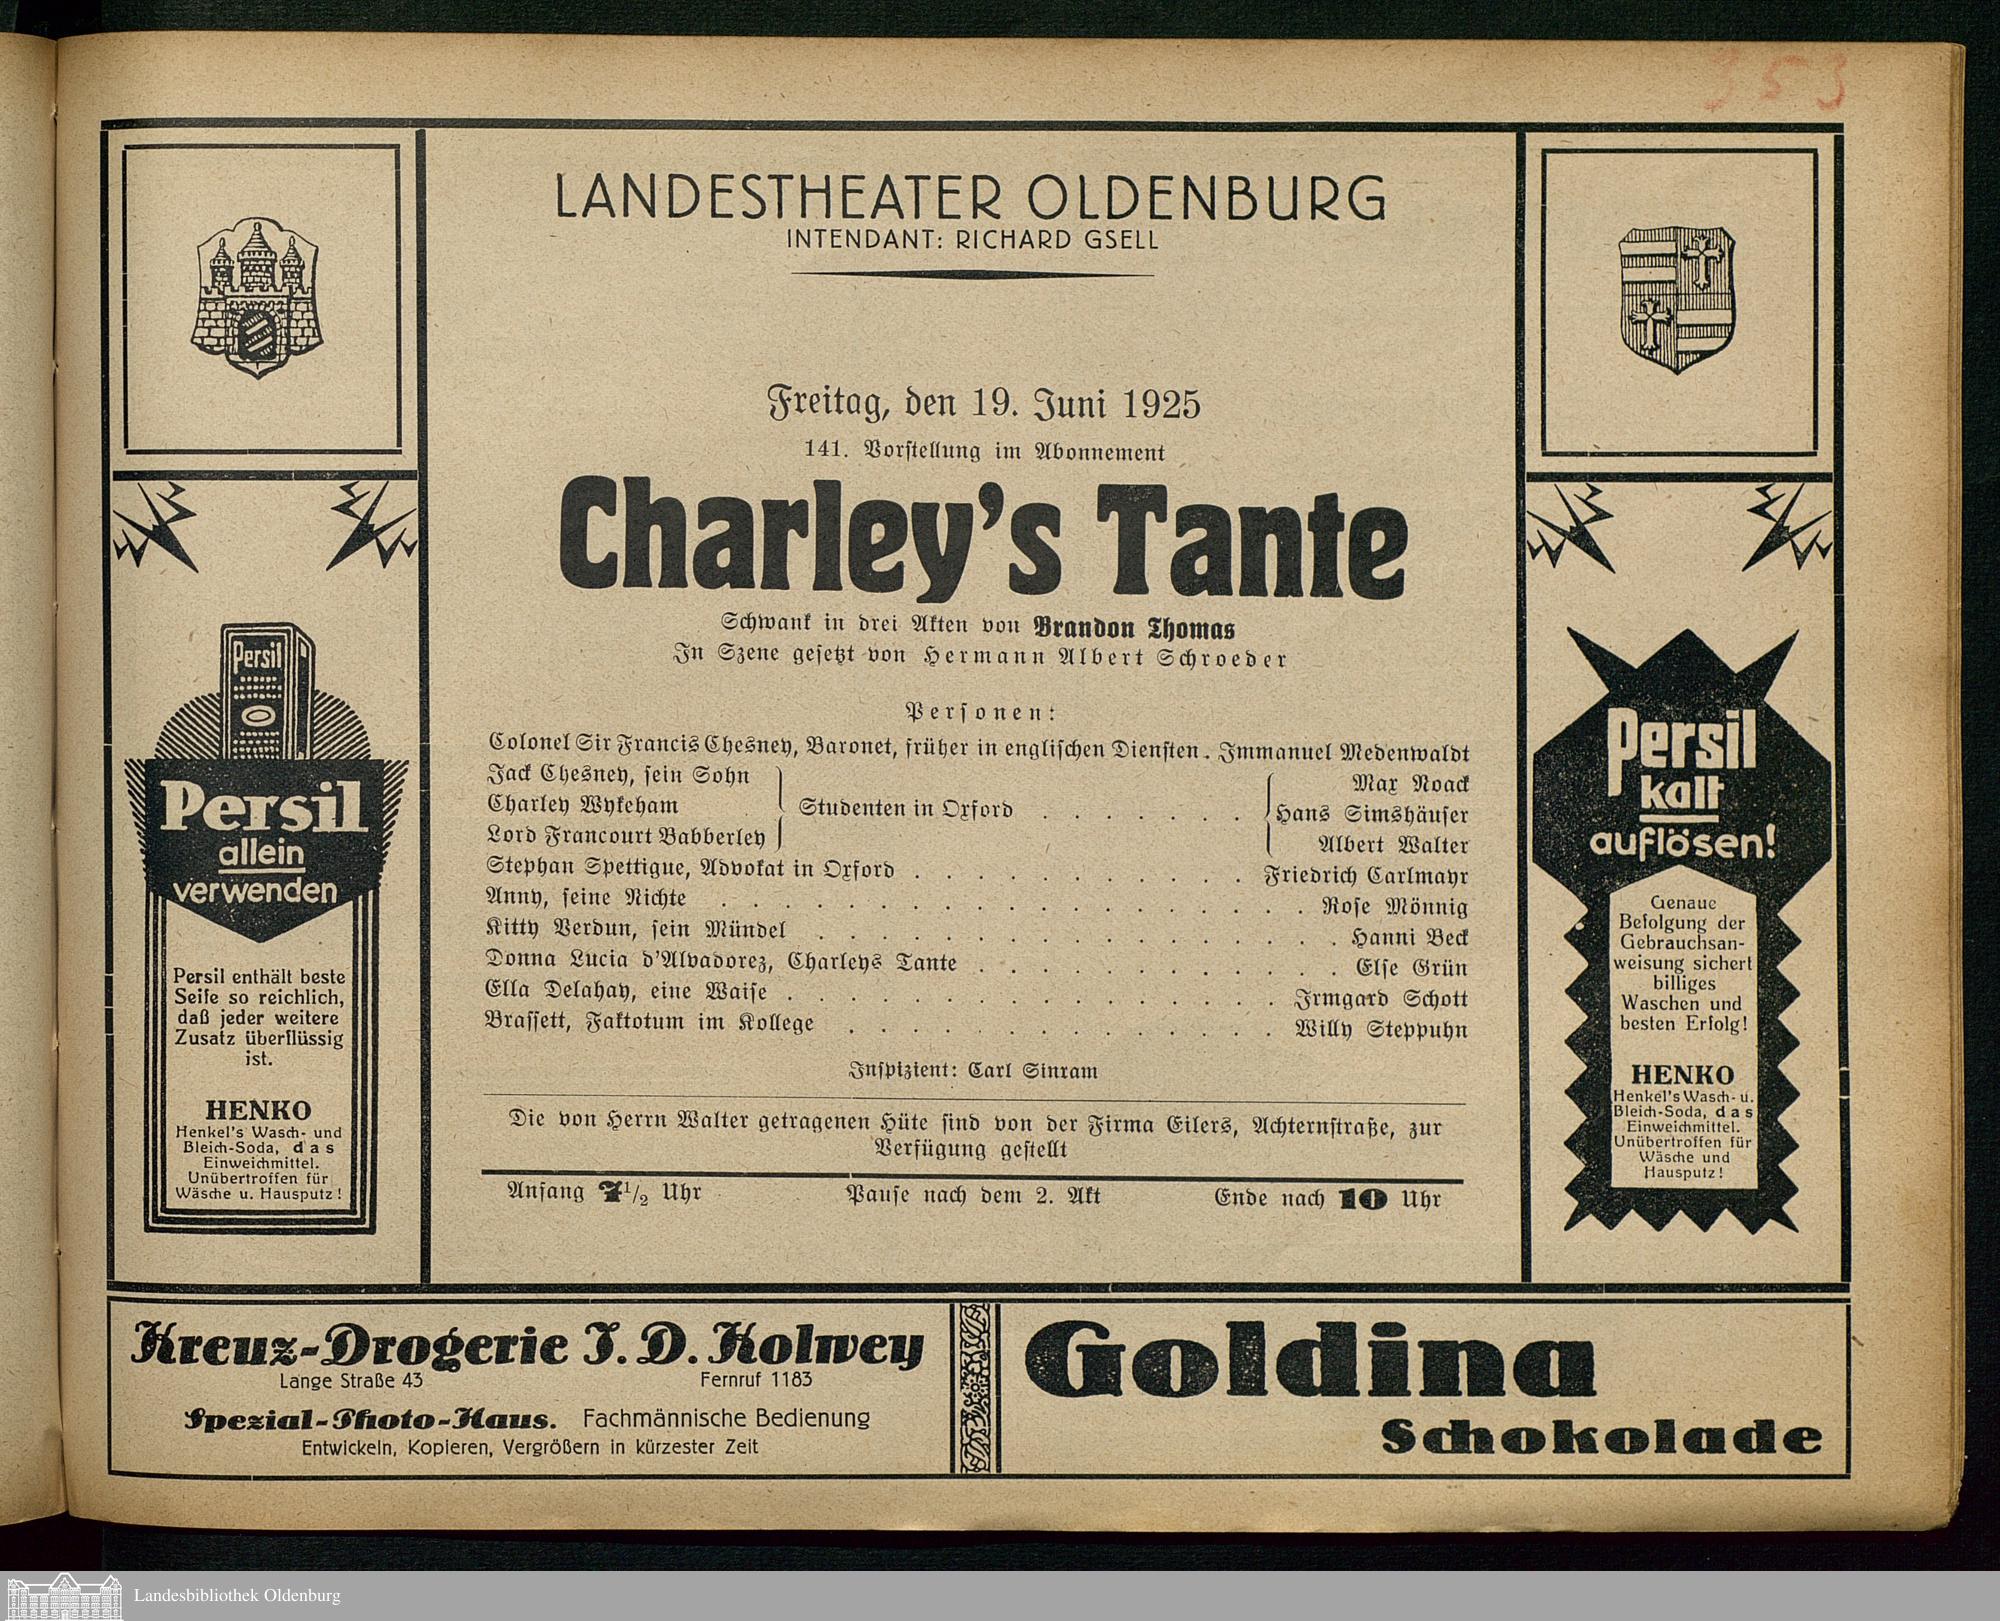 353
LANDESTHEATER OLDENBURG
INTENDANT: RICHARD GSELL
Freitag, den 19. Juni 1925
141. Vorstellung im Abonnement
Charley's Tante
Schwank in drei Akten von Brandon Thomas
In Szene gesetzt von Hermann Albert Schroeder
Personen:
Colonel Sir Francis Chesney, Baronet, früher in englischen Diensten . Immanuel Medenwaldt
Jack Chesney, sein Sohn Max Noack
Charley Wykeham Studenten in Oxford . . . . . . . Hans Simshäuser
Lord Francourt Babberley Albert Walter
Stephan Spettigue, Advokat in Oxford . . . . . . . . . . . Friedrich Carlmayr
Anny, seine Nichte . . . . . . . . . . . . . . . . . . . Rose Mönnig
Kitty Verdun, sein Mündel . . . . . . . . . . . . . . . . . Hanni Beck
Donna Lucia d'Alvadorez, Charleys Tante . . . . . . . . . . . . Else Grün
Ella Delahay, eine Waise . . . . . . . . . . . . . . . . Irmgard Schott
Brassett, Faktotum im Kollege . . . . . . . . . . . . . . Willy Steppuhn
Inspizient: Carl Sinram
Die von Herrn Walter getragenen Hüte sind von der Firma Eilers, Achternstraße, zur
Verfügung gestellt
Anfang 7½ Uhr Pause nach dem 2. Akt Ende nach 10 Uhr
Persil
Persil
allein
verwenden
Persil enthält beste
Seife so reichlich,
daß jeder weitere
Zusatz überflüssig
ist.
HENKO
Henkel's Wasch- und
Bleich-Soda, das
Einweichmittel.
Unübertroffen für
Wäsche u. Hausputz!
Persil
kalt
auflösen!
Genaue
Befolgung der
Gebrauchsan-
weisung sichert
billiges
Waschen und
besten Erfolg!
HENKO
Henkel's Wasch- u.
Bleich-Soda, das
Einweichmittel.
Unübertroffen für
Wäsche und
Hausputz!
Kreuz-Drogerie J. D. Kolwey
Lange Straße 43 Fernruf 1183
Spezial-Photo-Haus. Fachmännische Bedienung
Entwickeln, Kopieren, Vergrößern in kürzester Zeit
Goldina
Schokolade
Landesbibliothek Oldenburg